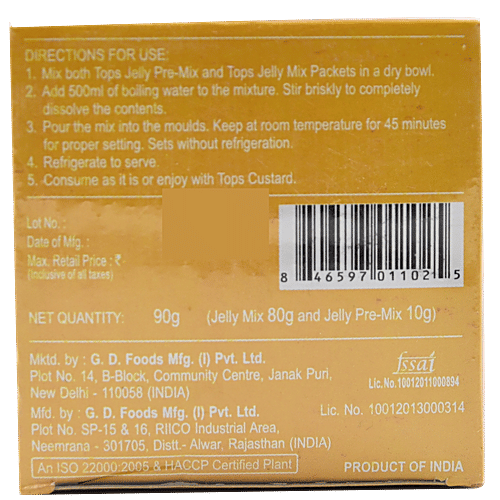 DIRECTIONS FOR USE:
1. Mix both Tops Jelly Pre-Mix and Tops Jelly Mix Packets in a dry bowl.
2. Add 500ml of boiling water to the mixture. Stir briskly to completely
dissolve the contents.
3. Pour the mix into the moulds. Keep at room temperature for 45 minutes
for proper setting. Sets without refrigeration.
4. Refrigerate to serve.
5. Consume as it is or enjoy with Tops Custard.
Lot No. :
Date of Mfg. :
Max. Retail Price : ₹
(Inclusive of all taxes)
8 46597 01102 5
NET QUANTITY: 90g (Jelly Mix 80g and Jelly Pre-Mix 10g)
Mktd. by : G. D. Foods Mfg. (I) Pvt. Ltd.
Plot No. 14, B-Block, Community Centre, Janak Puri,
New Delhi - 110058 (INDIA)
fssai
Lic.No. 10012011000894
Mfd. by : G. D. Foods Mfg. (I) Pvt. Ltd.
Plot No. SP-15 & 16, RIICO Industrial Area,
Neemrana - 301705, Distt.- Alwar, Rajasthan (INDIA)
Lic. No. 10012013000314
An ISO 22000:2005 & HACCP Certified Plant
PRODUCT OF INDIA